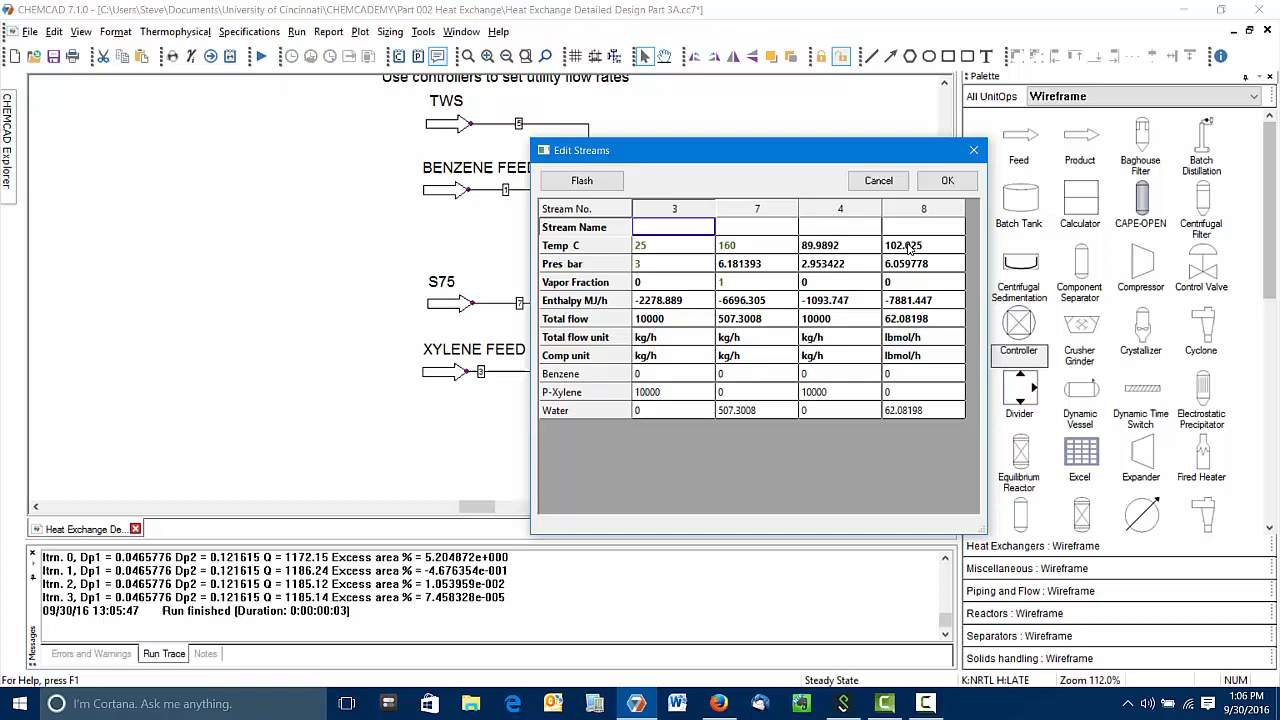 CHEMCAD 7.1.0 - [C:\Users\Steve\Documents\University of Cincinnati\CHEMCADEMY\Part 002 Heat Exchange\Heat Exchange Detailed Design Part 3A.cc7*]
File Edit View Format Thermophysical Specifications Run Report Plot Sizing Tools Window Help
CHEMCAD Explorer
Use controllers to set utility flow rates
TWS
5
BENZENE FEED
1
S75
7
XYLENE FEED
3
Edit Streams
Flash Cancel OK
Stream No. 3 7 4 8
Stream Name
Temp C 25 160 89.9892 102.025
Pres bar 3 6.181393 2.953422 6.059778
Vapor Fraction 0 1 0 0
Enthalpy MJ/h -2278.889 -6696.305 -1093.747 -7881.447
Total flow 10000 507.3008 10000 62.08198
Total flow unit kg/h kg/h kg/h lbmol/h
Comp unit kg/h kg/h kg/h lbmol/h
Benzene 0 0 0 0
P-Xylene 10000 0 10000 0
Water 0 507.3008 0 62.08198
Palette
All UnitOps Wireframe
Feed Product Baghouse Filter Batch Distillation
Batch Tank Calculator CAPE-OPEN Centrifugal Filter
Centrifugal Sedimentation Component Separator Compressor Control Valve
Controller Crusher Grinder Crystallizer Cyclone
Divider Dynamic Vessel Dynamic Time Switch Electrostatic Precipitator
Equilibrium Reactor Excel Expander Fired Heater
Heat Exchangers : Wireframe
Miscellaneous : Wireframe
Piping and Flow : Wireframe
Reactors : Wireframe
Separators : Wireframe
Solids handling : Wireframe
Heat Exchange De...
Messages
Itrn. 0, Dp1 = 0.0465776 Dp2 = 0.121615 Q = 1172.15 Excess area % = 5.204872e+000
Itrn. 1, Dp1 = 0.0465776 Dp2 = 0.121615 Q = 1186.24 Excess area % = -4.676354e-001
Itrn. 2, Dp1 = 0.0465776 Dp2 = 0.121615 Q = 1185.12 Excess area % = 1.053959e-002
Itrn. 3, Dp1 = 0.0465776 Dp2 = 0.121615 Q = 1185.14 Excess area % = 7.458328e-005
09/30/16 13:05:47 Run finished (Duration: 0:00:00:03)
Errors and Warnings Run Trace Notes
For Help, press F1 Steady State K:NRTL H:LATE Zoom 112.0% NUM
I'm Cortana. Ask me anything.
1:06 PM
9/30/2016